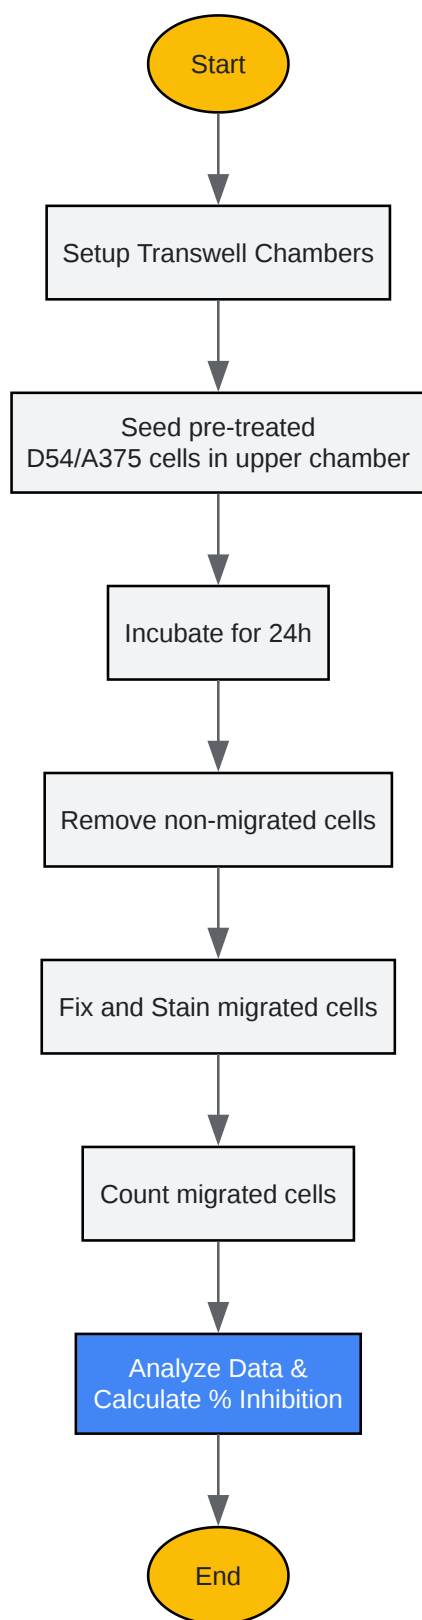 Start
Setup Transwell Chambers
Seed pre-treated
D54/A375 cells in upper chamber
Incubate for 24h
Remove non-migrated cells
Fix and Stain migrated cells
Count migrated cells
Analyze Data &
Calculate % Inhibition
End